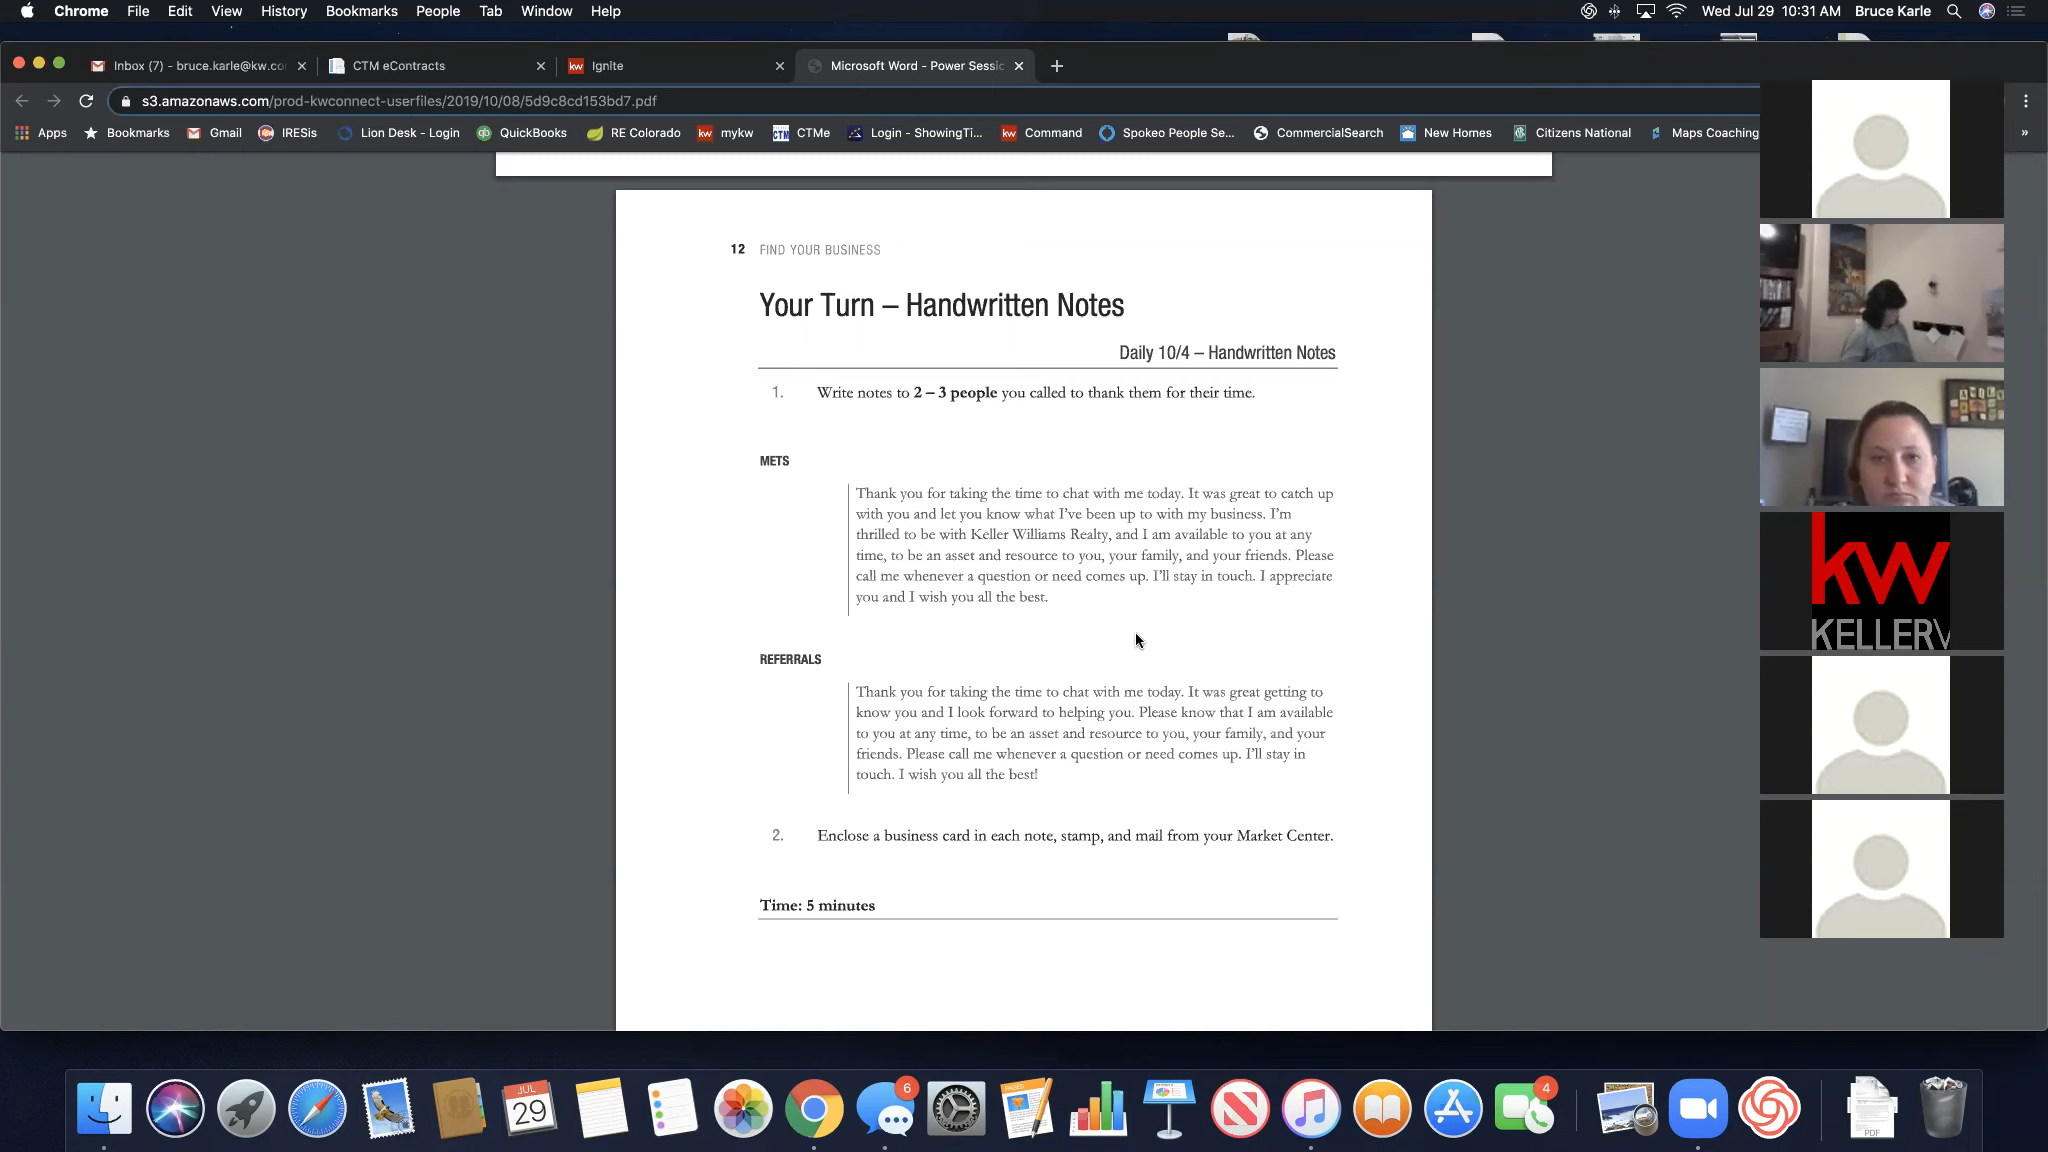 Chrome File Edit View History Bookmarks People Tab Window Help
Wed Jul 29 10:31 AM Bruce Karle
Inbox (7) - bruce.karle@kw.co
CTM eContracts
kw Ignite
Microsoft Word - Power Sessi
s3.amazonaws.com/prod-kwconnect-userfiles/2019/10/08/5d9c8cd153bd7.pdf
Apps Bookmarks Gmail IRESis Lion Desk - Login qb QuickBooks RE Colorado kw mykw CTM CTMe Login - ShowingTi... kw Command Spokeo People Se... CommercialSearch New Homes Citizens National Maps Coaching »
12 FIND YOUR BUSINESS
Your Turn – Handwritten Notes
Daily 10/4 – Handwritten Notes
1. Write notes to 2 – 3 people you called to thank them for their time.
METS
Thank you for taking the time to chat with me today. It was great to catch up
with you and let you know what I've been up to with my business. I'm
thrilled to be with Keller Williams Realty, and I am available to you at any
time, to be an asset and resource to you, your family, and your friends. Please
call me whenever a question or need comes up. I'll stay in touch. I appreciate
you and I wish you all the best.
REFERRALS
Thank you for taking the time to chat with me today. It was great getting to
know you and I look forward to helping you. Please know that I am available
to you at any time, to be an asset and resource to you, your family, and your
friends. Please call me whenever a question or need comes up. I'll stay in
touch. I wish you all the best!
2. Enclose a business card in each note, stamp, and mail from your Market Center.
Time: 5 minutes
kw
KELLER
JUL
29
6
PAGES
4
PDF